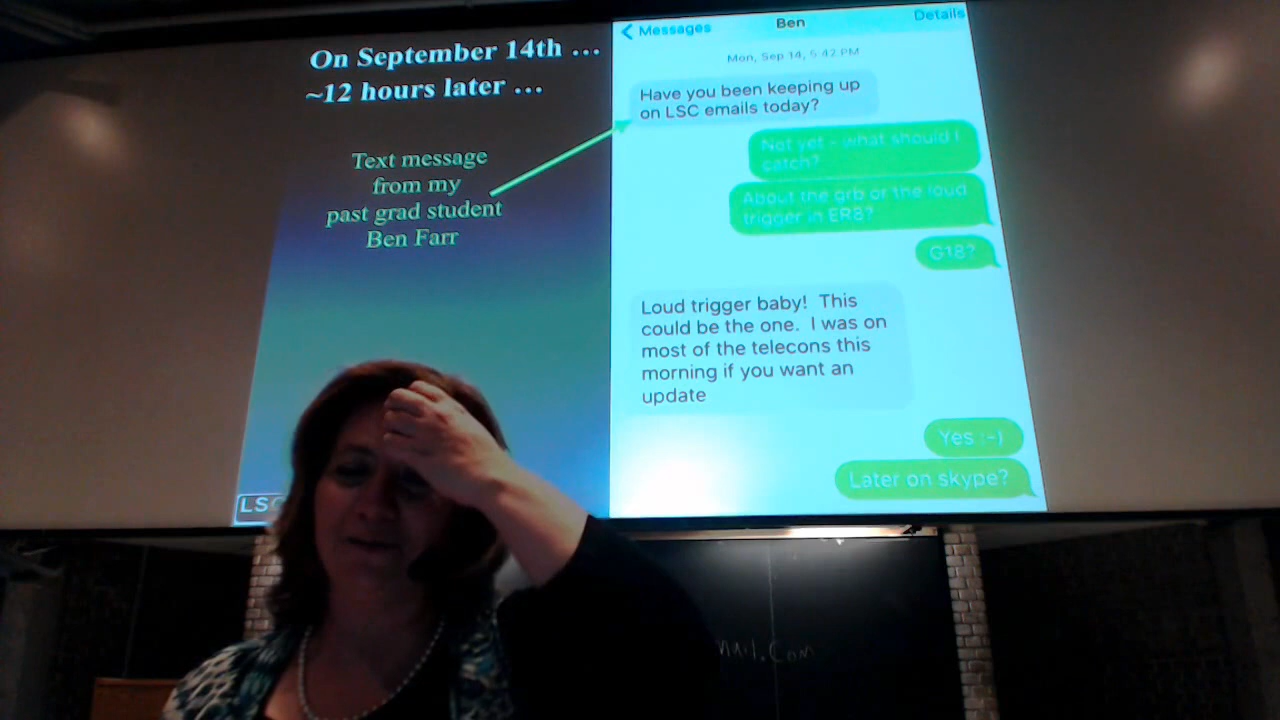 On September 14th ...
~12 hours later ...
Text message
from my
past grad student
Ben Farr
LSC
Messages
Ben
Details
Mon, Sep 14, 5:42 PM
Have you been keeping up
on LSC emails today?
Not yet - what should I
catch?
About the grb or the loud
trigger in ER8?
G18?
Loud trigger baby! This
could be the one. I was on
most of the telecons this
morning if you want an
update
Yes :-)
Later on skype?
mail.com